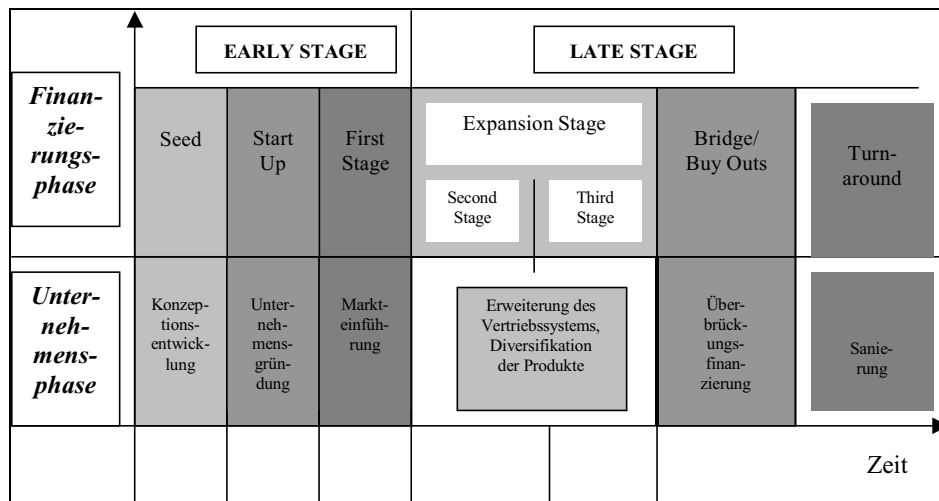 EARLY STAGE
LATE STAGE
Finan-
zie-
rungs-
phase
Seed
Start
Up
First
Stage
Expansion Stage
Second
Stage
Third
Stage
Bridge/
Buy Outs
Turn-
around
Unter-
neh-
mens-
phase
Konzep-
tions-
entwick-
lung
Unter-
nehmens-
grün-
dung
Markt-
einfüh-
rung
Erweiterung des
Vertriebssystems,
Diversifikation
der Produkte
Über-
brück-
ungs-
finan-
zierung
Sanie-
rung
Zeit